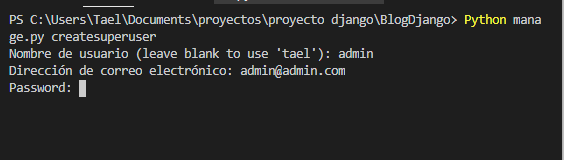 PS C:\Users\Tael\Documents\proyectos\proyecto django\BlogDjango> Python mana
ge.py createsuperuser
Nombre de usuario (leave blank to use 'tael'): admin
Dirección de correo electrónico: admin@admin.com
Password: